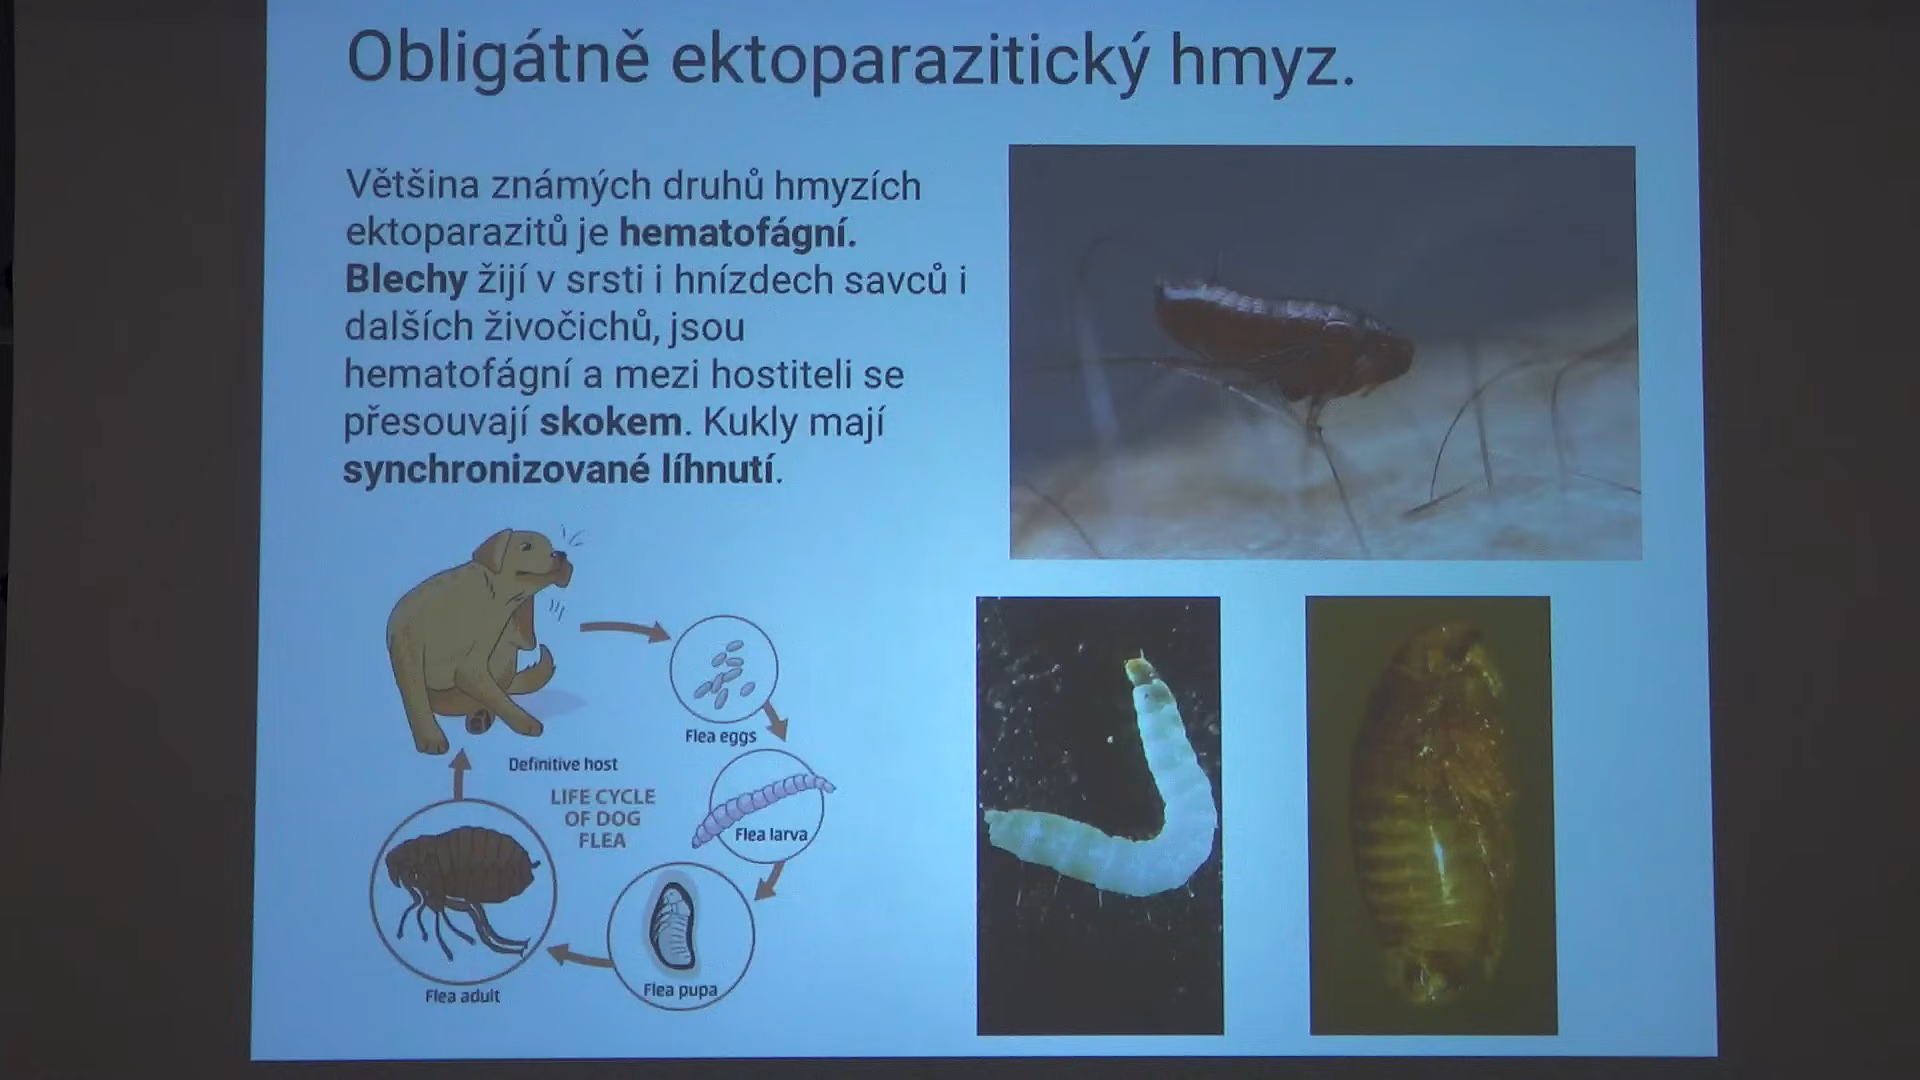 Obligátně ektoparazitický hmyz.
Většina známých druhů hmyzích
ektoparazitů je hematofágní.
Blechy žijí v srsti i hnízdech savců i
dalších živočichů, jsou
hematofágní a mezi hostiteli se
přesouvají skokem. Kukly mají
synchronizované líhnutí.
Flea eggs
Definitive host
LIFE CYCLE
OF DOG
FLEA
Flea larva
Flea pupa
Flea adult